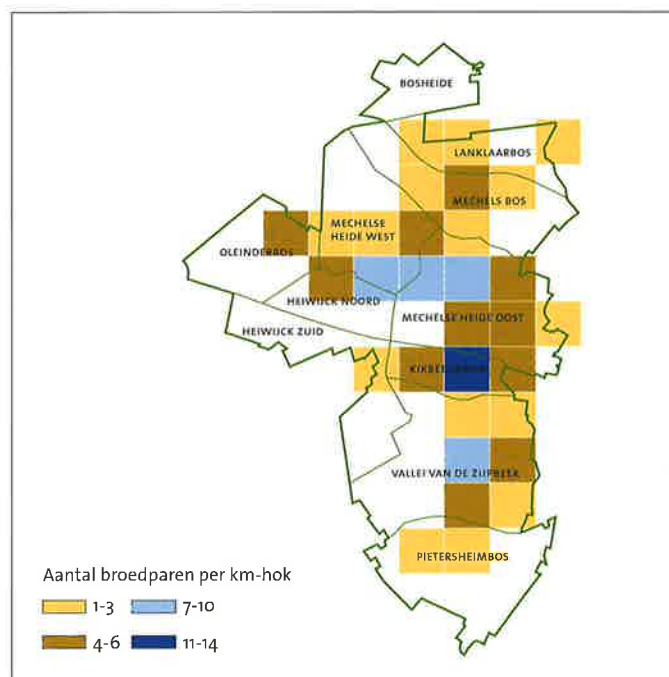 BOSHEIDE
LANKLAARBOS
MECHELS BOS
MECHELSE
HEIDE WEST
OLEINDERBOS
HEIWIJCK NOORD
MECHELSE HEIDE OOST
HEIWIJCK ZUID
VALLEI VAN DE ZIJPBEEK
PIETERSHEIMBOS
Aantal broedparen per km-hok
1-3
7-10
4-6
11-14